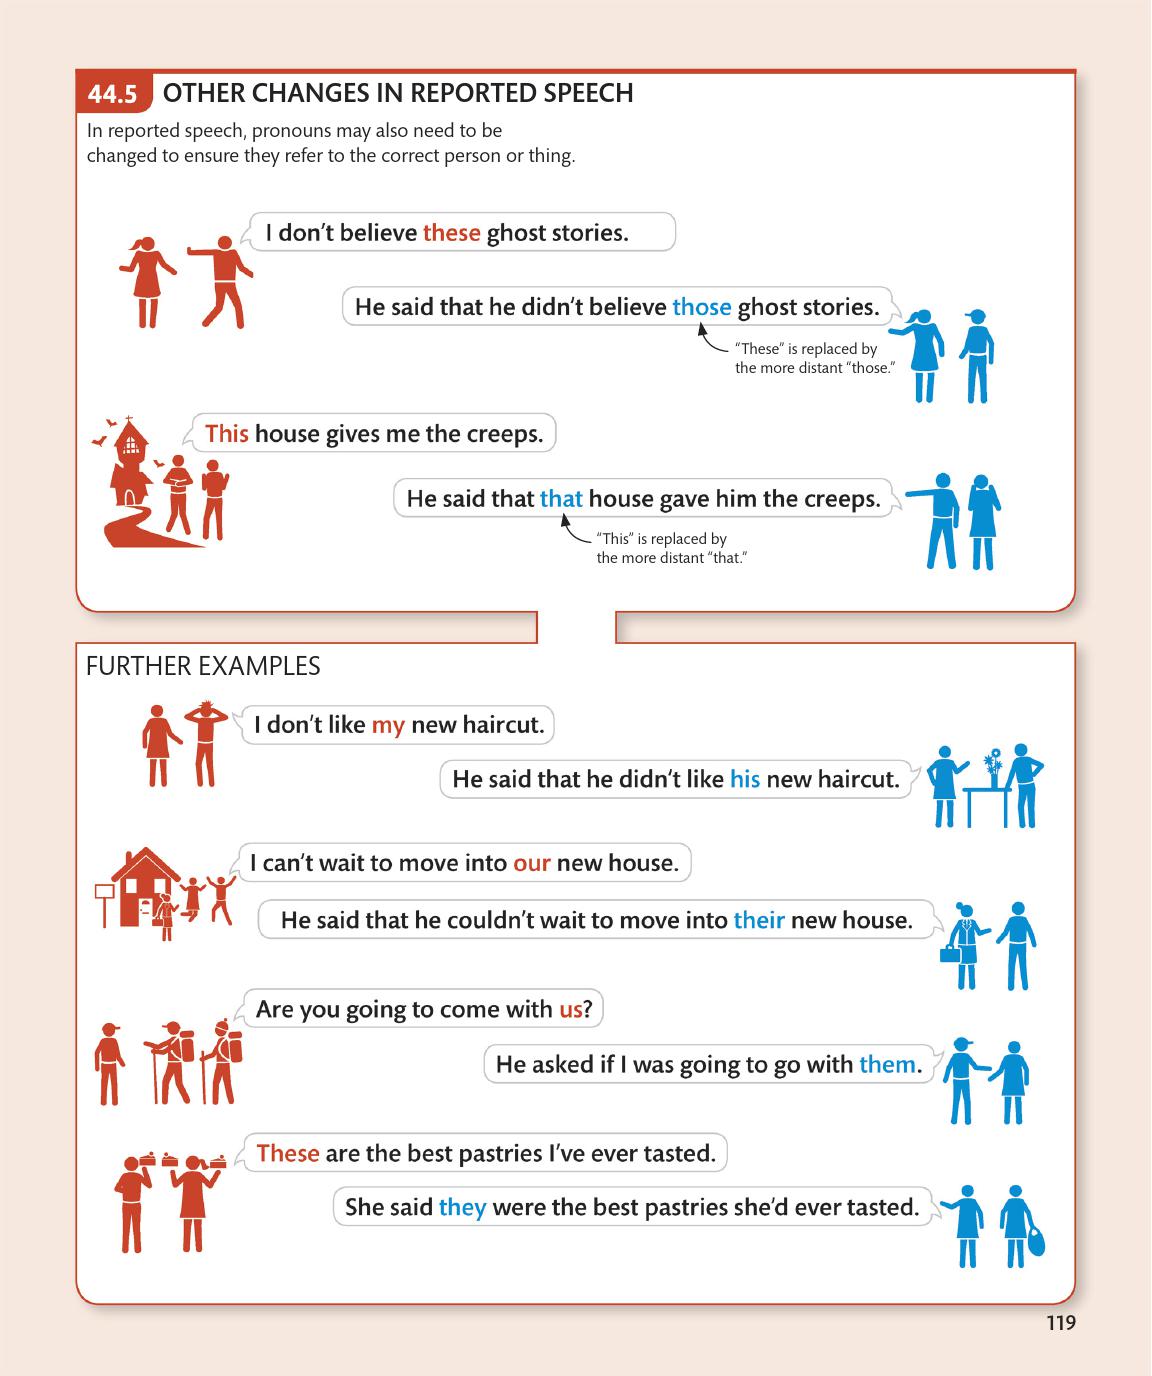 44.5 OTHER CHANGES IN REPORTED SPEECH
In reported speech, pronouns may also need to be
changed to ensure they refer to the correct person or thing.
I don’t believe these ghost stories.
He said that he didn’t believe those ghost stories.
“These” is replaced by
the more distant “those.”
This house gives me the creeps.
He said that that house gave him the creeps.
“This” is replaced by
the more distant “that.”
FURTHER EXAMPLES
I don’t like my new haircut.
He said that he didn’t like his new haircut.
I can’t wait to move into our new house.
He said that he couldn’t wait to move into their new house.
Are you going to come with us?
He asked if I was going to go with them.
These are the best pastries I’ve ever tasted.
She said they were the best pastries she’d ever tasted.
119